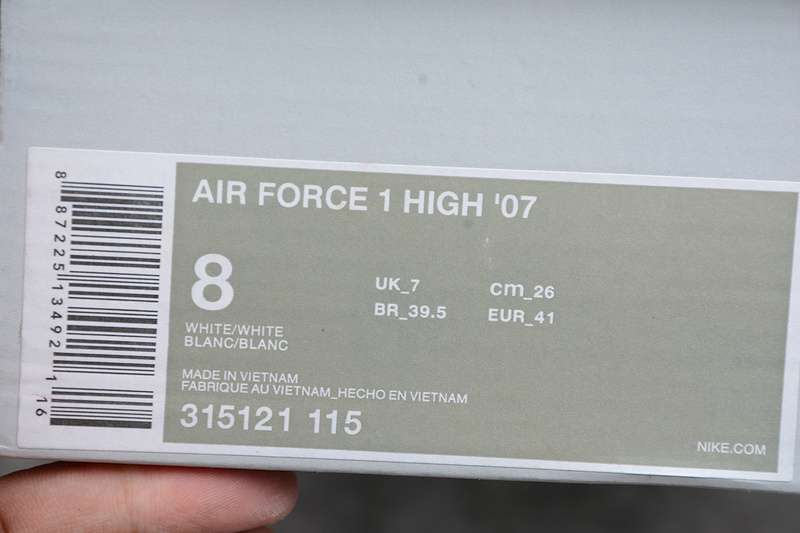 AIR FORCE 1 HIGH '07
8
UK_7
cm_26
BR_39.5
EUR_41
WHITE/WHITE
BLANC/BLANC
MADE IN VIETNAM
FABRIQUE AU VIETNAM_HECHO EN VIETNAM
315121 115
NIKE.COM
8 87225 13492 1 16